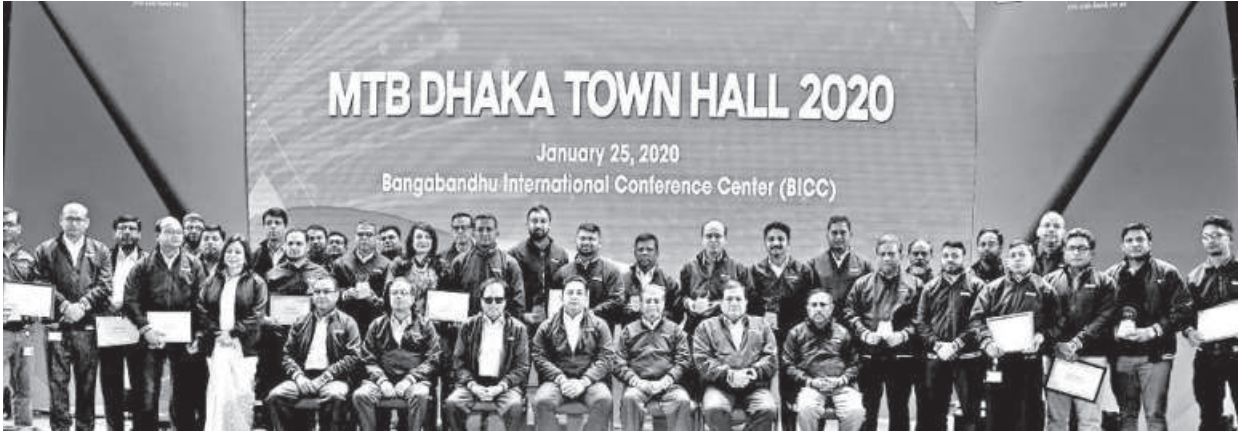 MTB DHAKA TOWN HALL 2020
January 25, 2020
Bangabandhu International Conference Center (BICC)